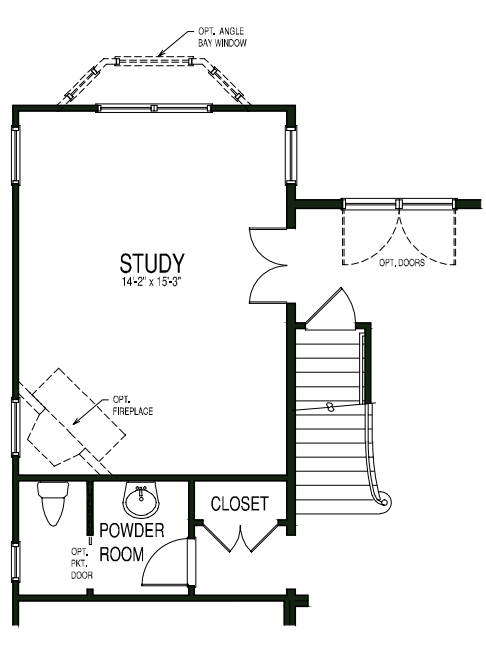 OPT. ANGLE
BAY WINDOW
STUDY
14'-2" x 15'-3"
OPT. DOORS
OPT.
FIREPLACE
CLOSET
POWDER
ROOM
OPT.
PKT.
DOOR